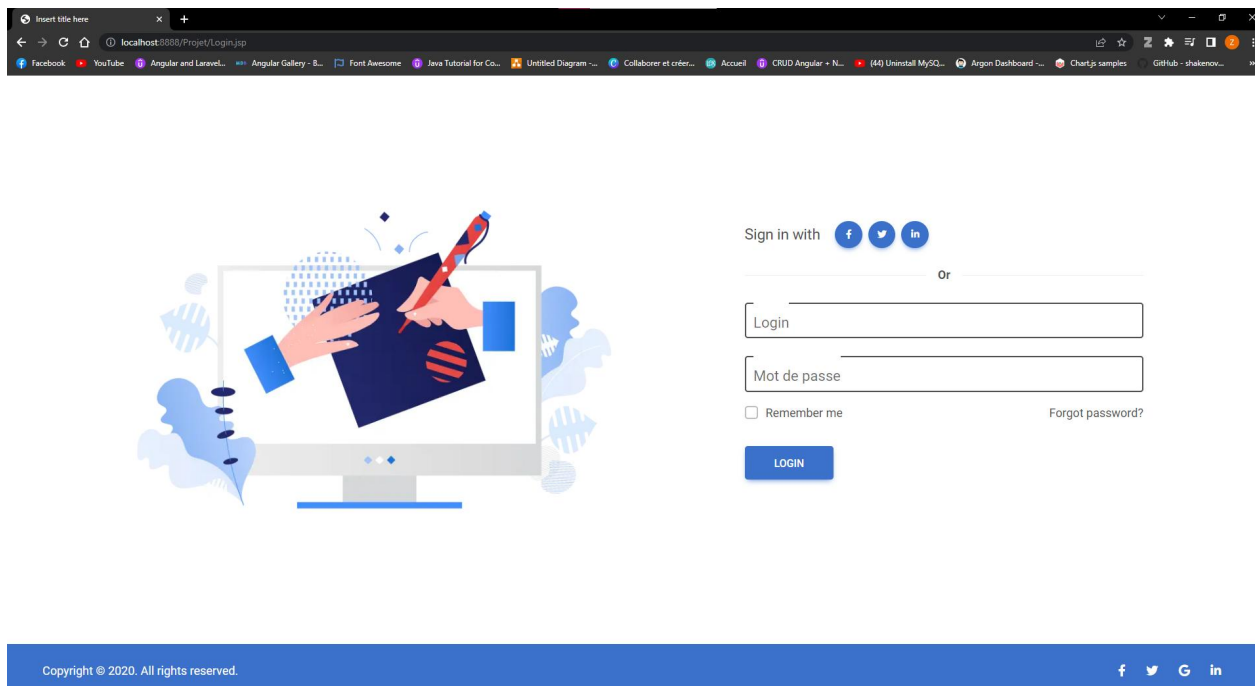 Insert title here
localhost:8888/Projet/Login.jsp
Facebook YouTube Angular and Laravel... Angular Gallery - B... Font Awesome Java Tutorial for Co... Untitled Diagram -... Collaborer et créer... Accueil CRUD Angular + N... (44) Uninstall MySQ... Argon Dashboard -... Chart.js samples GitHub - shakenov...
Sign in with
Or
Login
Mot de passe
Remember me Forgot password?
LOGIN
Copyright © 2020. All rights reserved.